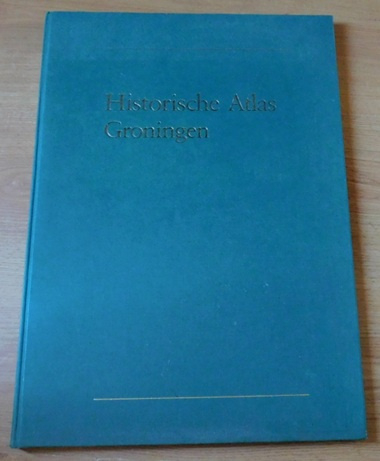 Historische Atlas
Groningen